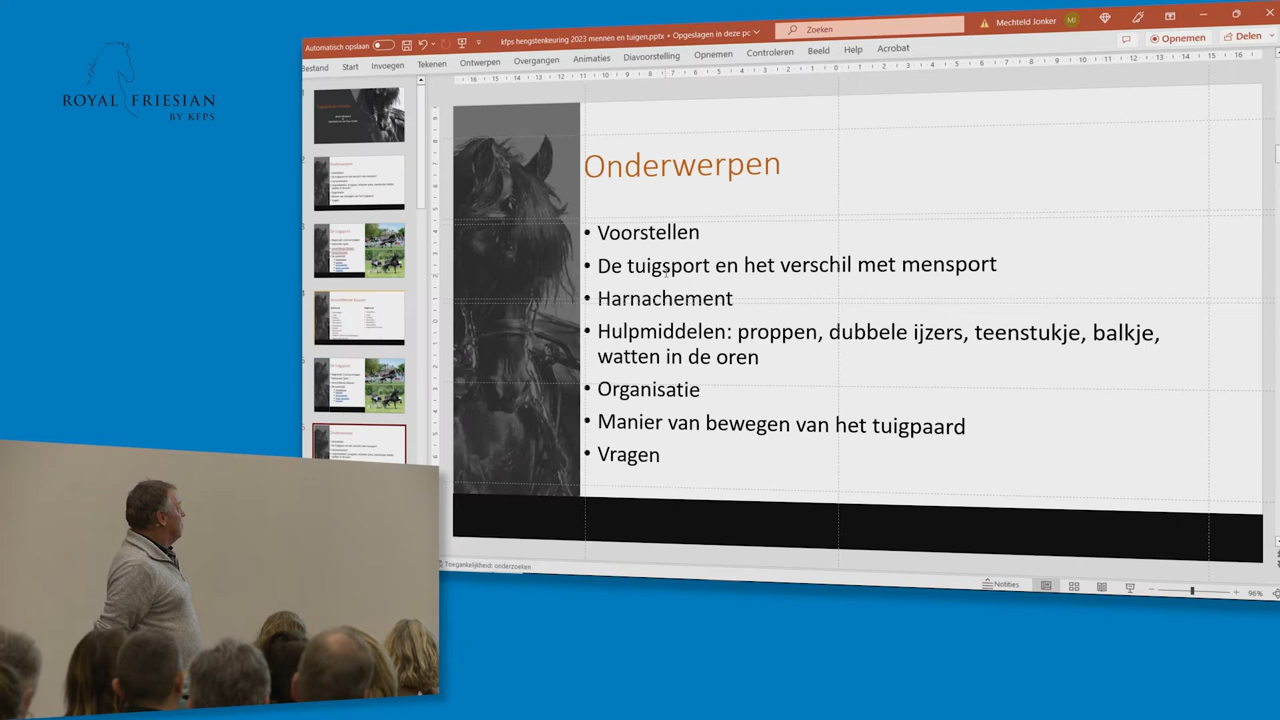 ROYAL FRIESIAN
BY KFPS
Automatisch opslaan
kfps hengstenkeuring 2023 mennen en tuigen.pptx • Opgeslagen in deze pc
Zoeken
Mechteld Jonker
MJ
Bestand Start Invoegen Tekenen Ontwerpen Overgangen Animaties Diavoorstelling Opnemen Controleren Beeld Help Acrobat
Opnemen
Delen
Onderwerpen
• Voorstellen
• De tuigsport en het verschil met mensport
• Harnachement
• Hulpmiddelen: proppen, dubbele ijzers, teenstukje, balkje,
watten in de oren
• Organisatie
• Manier van bewegen van het tuigpaard
• Vragen
Toegankelijkheid: onderzoeken
Notities
96%